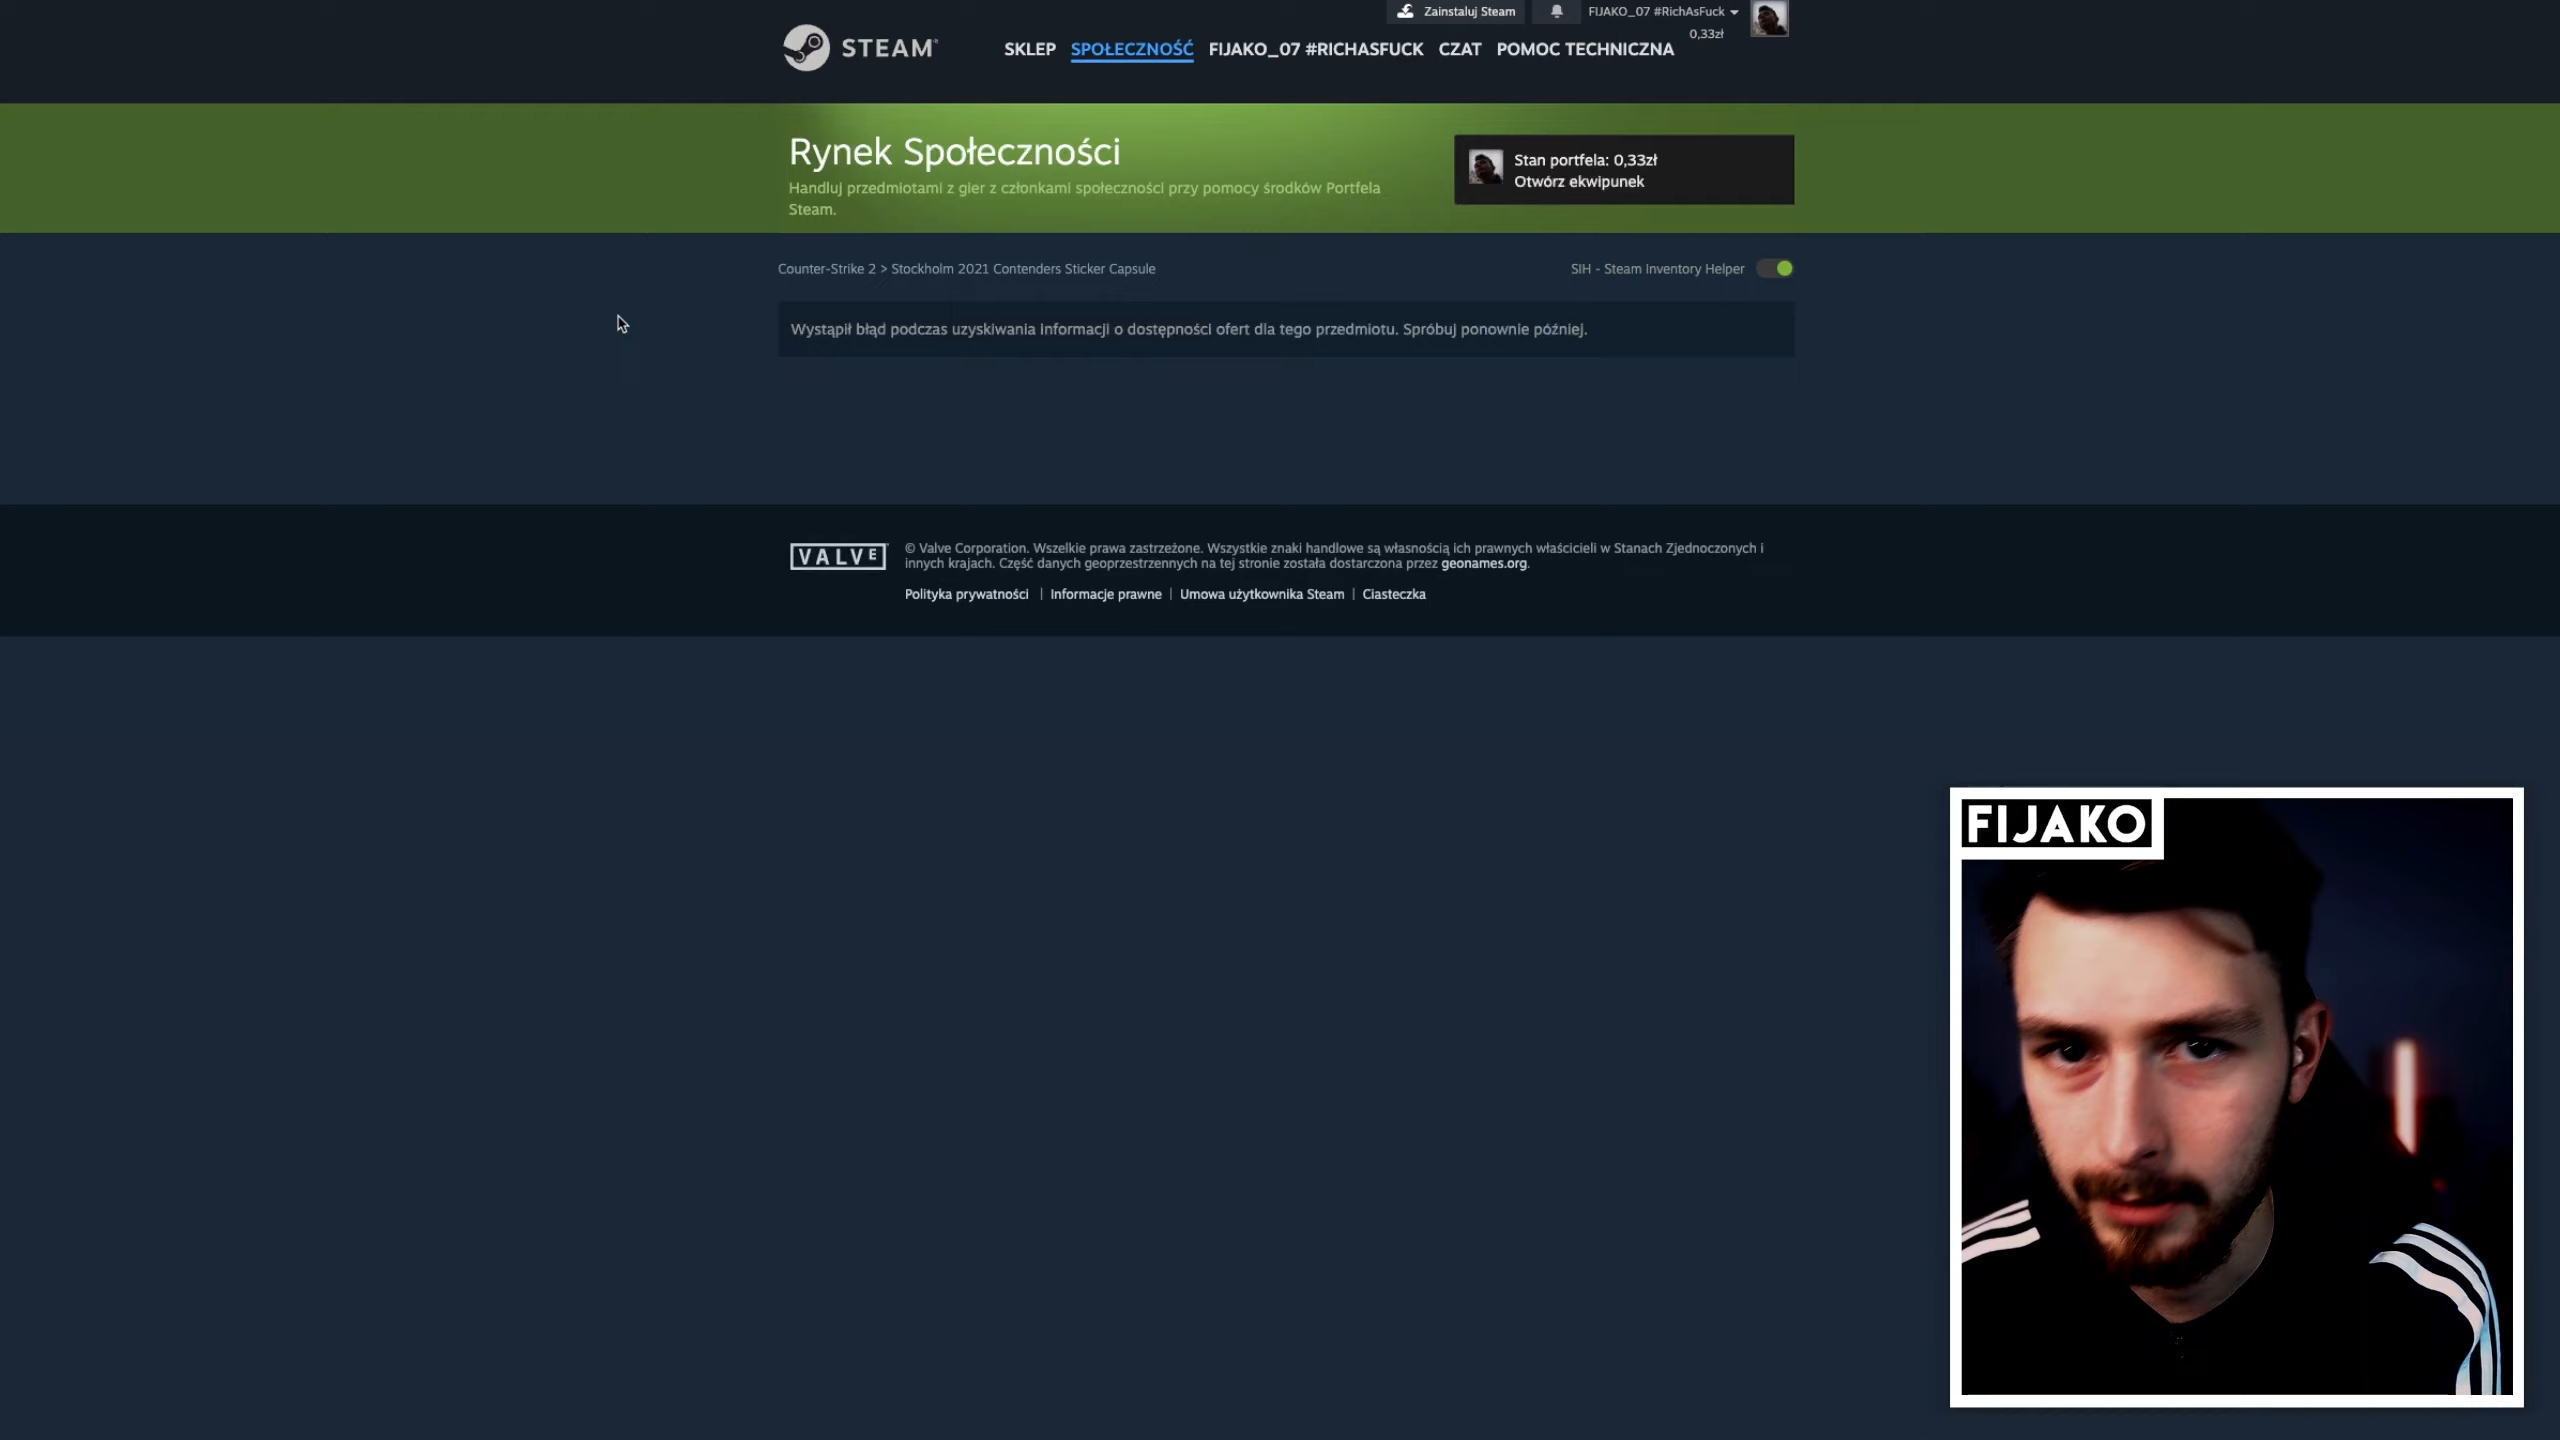 Zainstaluj Steam
FIJAKO_07 #RichAsFuck
0,33zł
STEAM
SKLEP SPOŁECZNOŚĆ FIJAKO_07 #RICHASFUCK CZAT POMOC TECHNICZNA
Rynek Społeczności
Handluj przedmiotami z gier z członkami społeczności przy pomocy środków Portfela
Steam.
Stan portfela: 0,33zł
Otwórz ekwipunek
Counter-Strike 2 > Stockholm 2021 Contenders Sticker Capsule
SIH - Steam Inventory Helper
Wystąpił błąd podczas uzyskiwania informacji o dostępności ofert dla tego przedmiotu. Spróbuj ponownie później.
VALVE
© Valve Corporation. Wszelkie prawa zastrzeżone. Wszystkie znaki handlowe są własnością ich prawnych właścicieli w Stanach Zjednoczonych i
innych krajach. Część danych geoprzestrzennych na tej stronie została dostarczona przez geonames.org.
Polityka prywatności | Informacje prawne | Umowa użytkownika Steam | Ciasteczka
FIJAKO